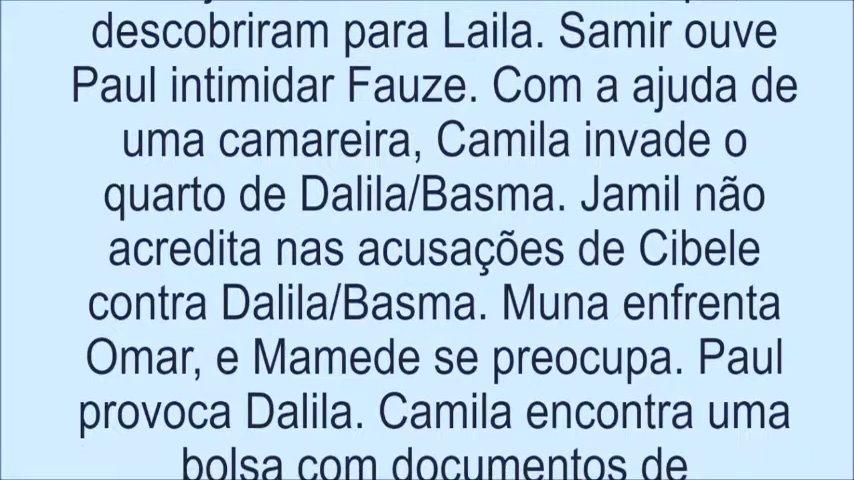 descobriram para Laila. Samir ouve
Paul intimidar Fauze. Com a ajuda de
uma camareira, Camila invade o
quarto de Dalila/Basma. Jamil não
acredita nas acusações de Cibele
contra Dalila/Basma. Muna enfrenta
Omar, e Mamede se preocupa. Paul
provoca Dalila. Camila encontra uma
bolsa com documentos de